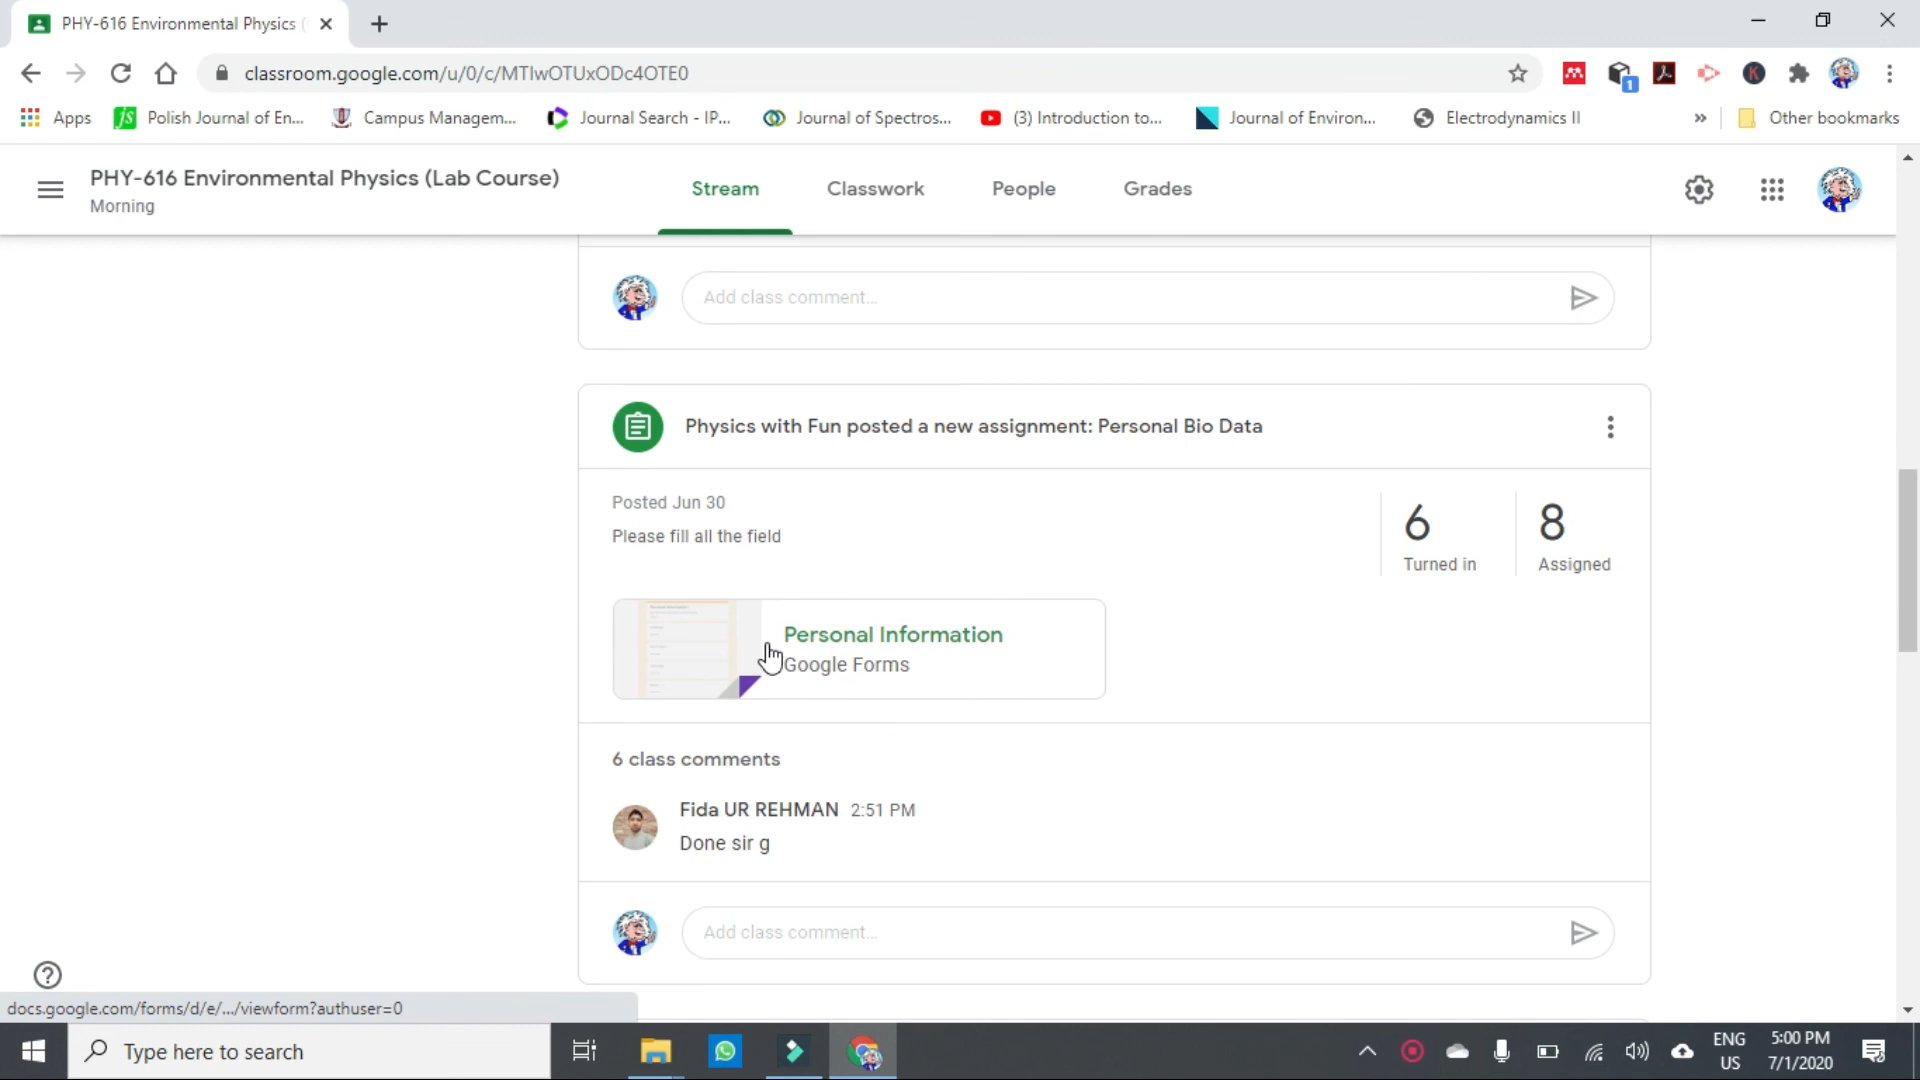 PHY-616 Environmental Physics (
classroom.google.com/u/0/c/MTIwOTUxODc4OTE0
1
Apps
Polish Journal of En...
Campus Managem...
Journal Search - IP...
Journal of Spectros...
(3) Introduction to...
Journal of Environ...
Electrodynamics II
»
Other bookmarks
PHY-616 Environmental Physics (Lab Course)
Morning
Stream
Classwork
People
Grades
Add class comment...
Physics with Fun posted a new assignment: Personal Bio Data
Posted Jun 30
Please fill all the field
6
Turned in
8
Assigned
Personal Information
Google Forms
6 class comments
Fida UR REHMAN 2:51 PM
Done sir g
Add class comment...
docs.google.com/forms/d/e/.../viewform?authuser=0
Type here to search
ENG
US
5:00 PM
7/1/2020